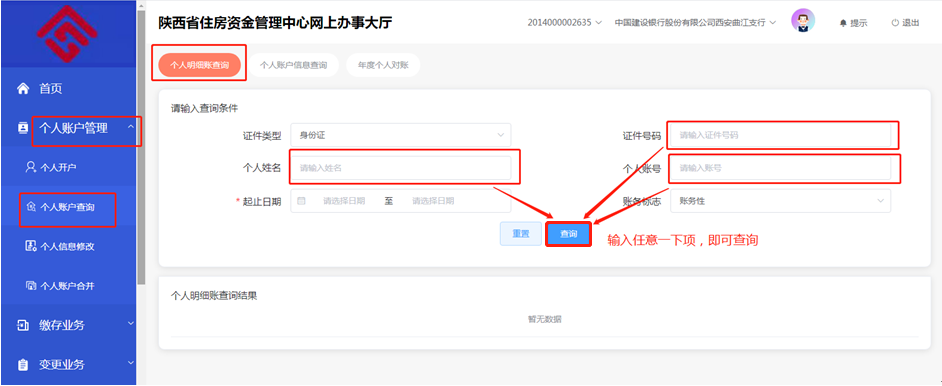 陕西省住房资金管理中心网上办事大厅
2014000002635
中国建设银行股份有限公司西安曲江支行
提示
退出
首页
个人账户管理
个人开户
个人账户查询
个人信息修改
个人账户合并
缴存业务
变更业务
个人明细账查询
个人账户信息查询
年度个人对账
请输入查询条件
证件类型
身份证
证件号码
请输入证件号码
个人姓名
请输入姓名
个人账号
请输入账号
* 起止日期
请选择日期 至 请选择日期
账务标志
账务性
重置
查询
输入任意一下项，即可查询
个人明细账查询结果
暂无数据